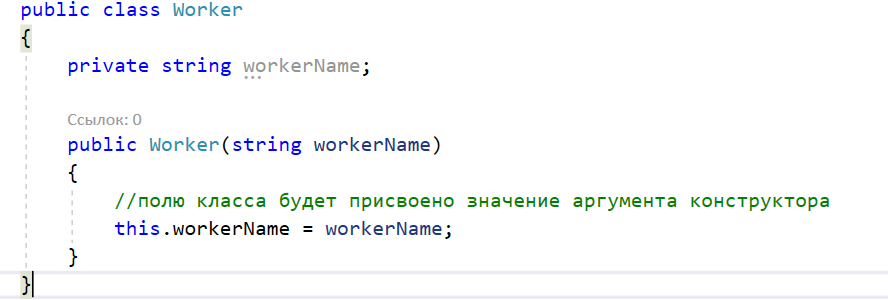 public class Worker
{
private string workerName;
Ссылок: 0
public Worker(string workerName)
{
//полю класса будет присвоено значение аргумента конструктора
this.workerName = workerName;
}
}